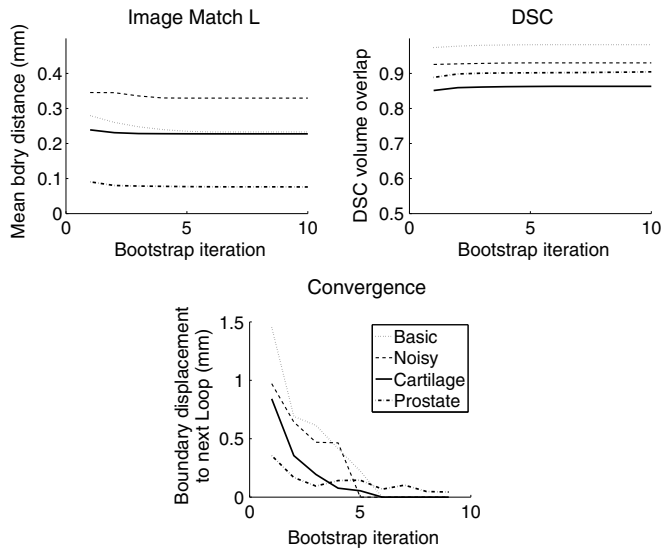 Image Match L
Mean bdry distance (mm)
0.4
0.3
0.2
0.1
0
0
5
10
Bootstrap iteration
DSC
DSC volume overlap
0.9
0.8
0.7
0.6
0.5
0
5
10
Bootstrap iteration
Convergence
Boundary displacement
to next Loop (mm)
1.5
1
0.5
0
0
5
10
Bootstrap iteration
Basic
Noisy
Cartilage
Prostate